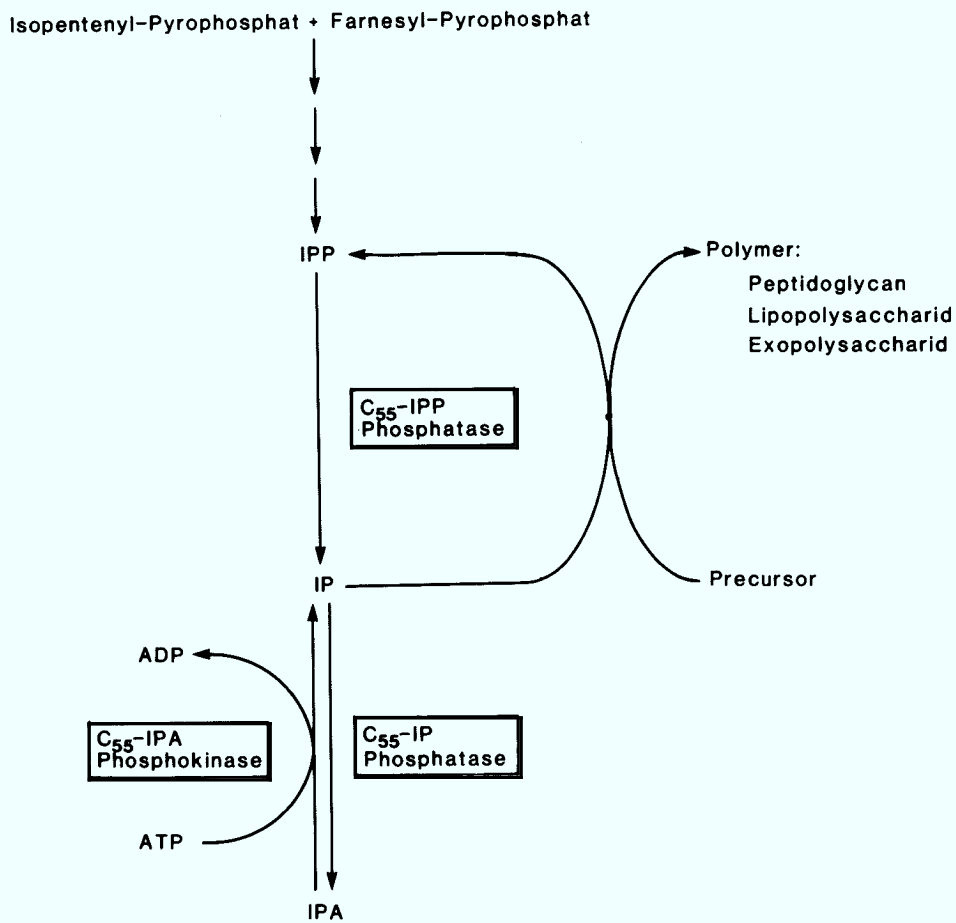 Isopentenyl-Pyrophosphat + Farnesyl-Pyrophosphat
IPP
Polymer:
Peptidoglycan
Lipopolysaccharid
Exopolysaccharid
C55-IPP
Phosphatase
IP
Precursor
ADP
C55-IPA
Phosphokinase
C55-IP
Phosphatase
ATP
IPA